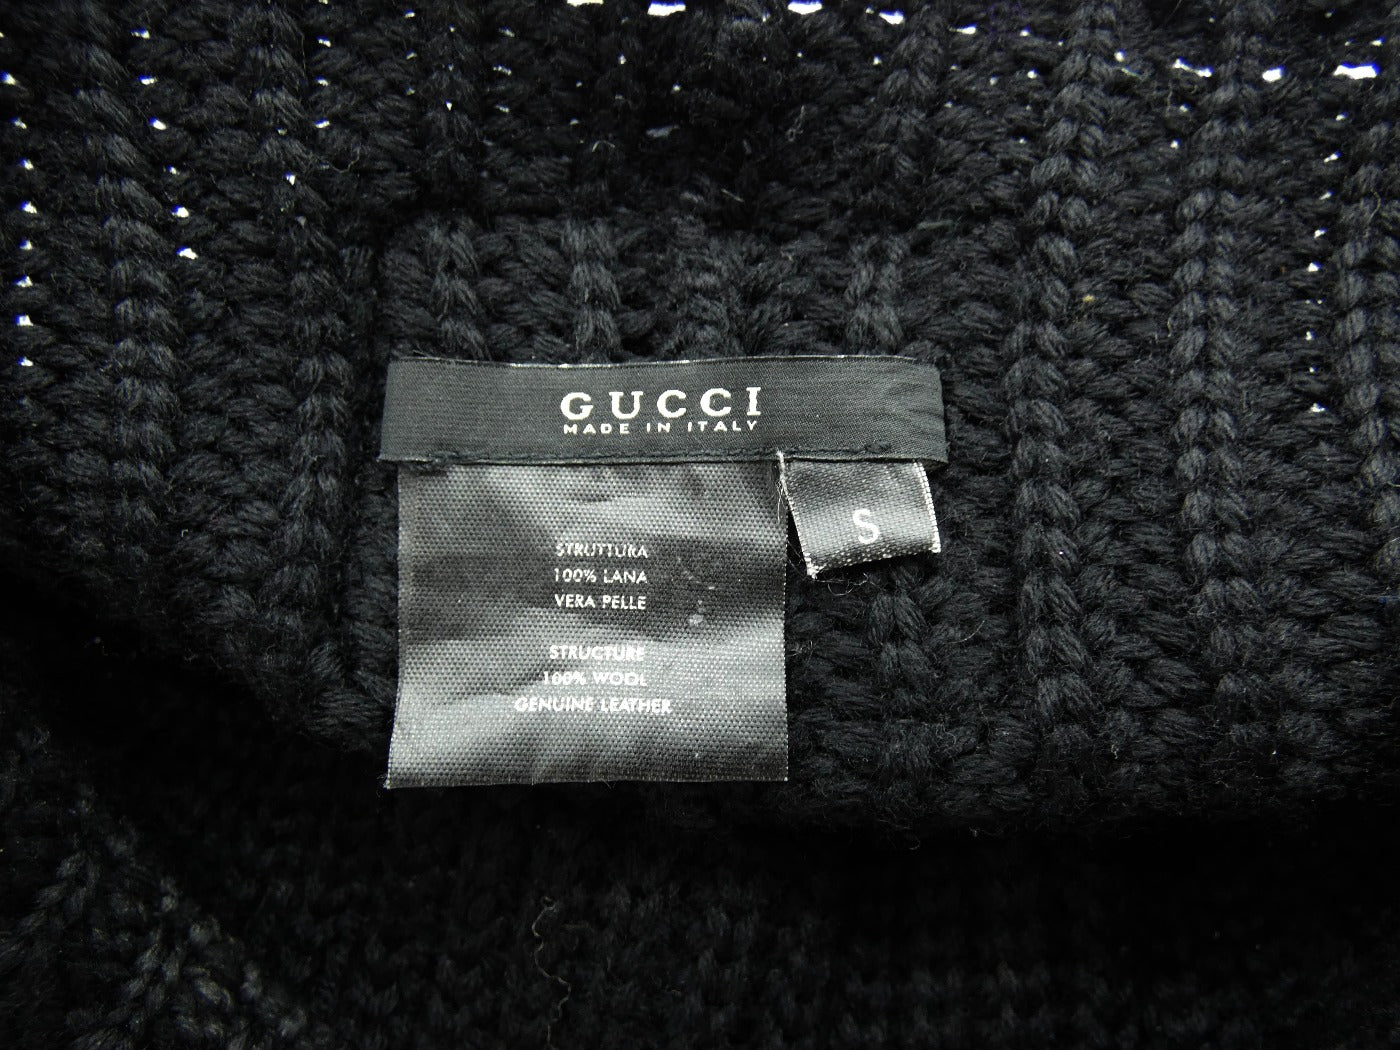 GUCCI
MADE IN ITALY
S
STRUTTURA
100% LANA
VERA PELLE
STRUCTURE
100% WOOL
GENUINE LEATHER